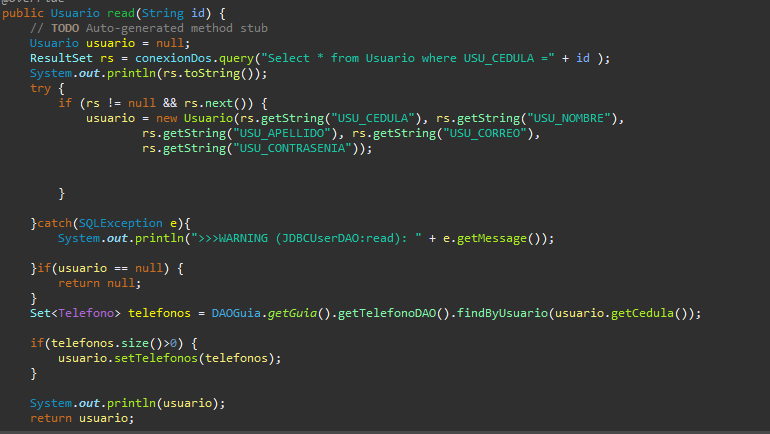 @Override
public Usuario read(String id) {
// TODO Auto-generated method stub
Usuario usuario = null;
ResultSet rs = conexionDos.query("Select * from Usuario where USU_CEDULA =" + id );
System.out.println(rs.toString());
try {
if (rs != null && rs.next()) {
usuario = new Usuario(rs.getString("USU_CEDULA"), rs.getString("USU_NOMBRE"),
rs.getString("USU_APELLIDO"), rs.getString("USU_CORREO"),
rs.getString("USU_CONTRASENIA"));
}
}catch(SQLException e){
System.out.println(">>>WARNING (JDBCUserDAO:read): " + e.getMessage());
}if(usuario == null) {
return null;
}
Set<Telefono> telefonos = DAOGuia.getGuia().getTelefonoDAO().findByUsuario(usuario.getCedula());
if(telefonos.size()>0) {
usuario.setTelefonos(telefonos);
}
System.out.println(usuario);
return usuario;